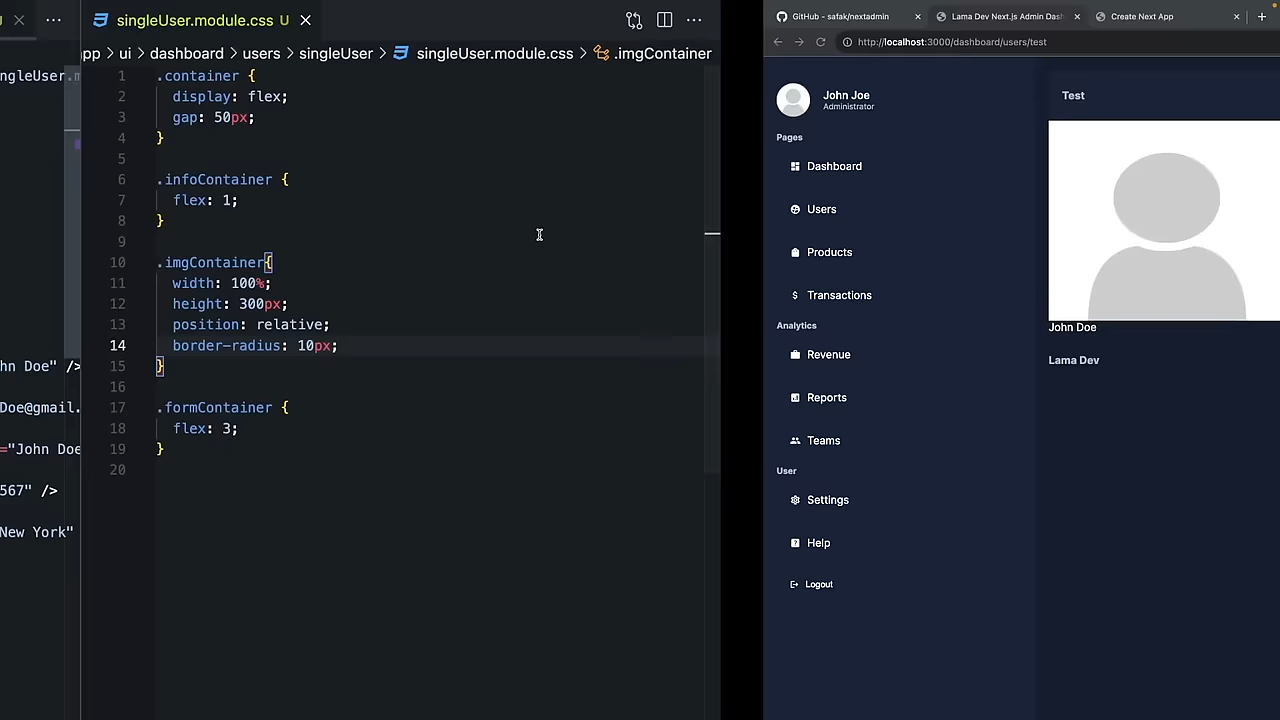 singleUser.module.css U
app > ui > dashboard > users > singleUser > singleUser.module.css > .imgContainer
ngleUser.m
hn Doe" />
Doe@gmail.
="John Doe
567" />
New York"
1 .container {
2 display: flex;
3 gap: 50px;
4 }
5
6 .infoContainer {
7 flex: 1;
8 }
9
10 .imgContainer{
11 width: 100%;
12 height: 300px;
13 position: relative;
14 border-radius: 10px;
15 }
16
17 .formContainer {
18 flex: 3;
19 }
20
GitHub - safak/nextadmin
Lama Dev Next.js Admin Das
Create Next App
http://localhost:3000/dashboard/users/test
John Joe
Administrator
Pages
Dashboard
Users
Products
Transactions
Analytics
Revenue
Reports
Teams
User
Settings
Help
Logout
Test
John Doe
Lama Dev